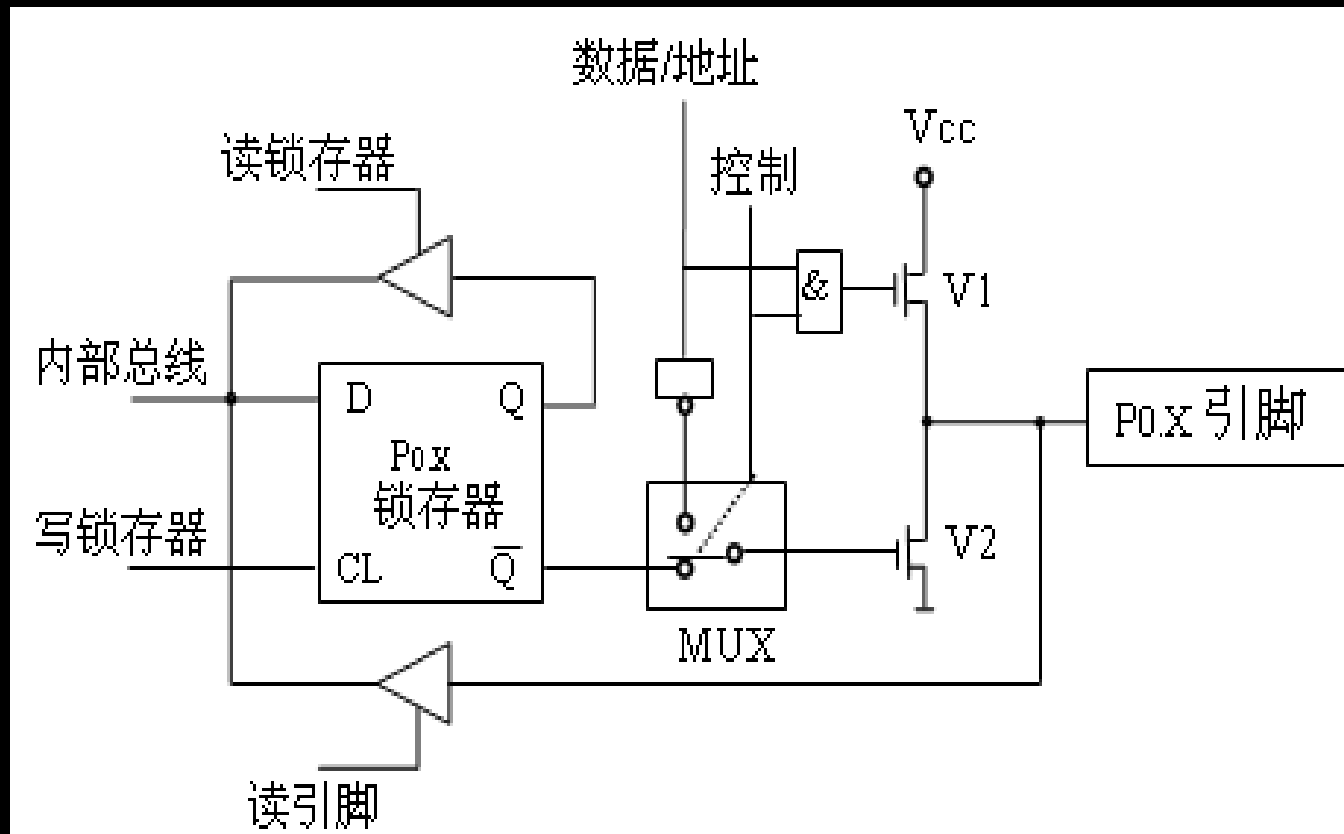 数据/地址
Vcc
读锁存器
控制
&
V1
内部总线
D Q
P0.X 引脚
P0.X
锁存器
写锁存器
V2
CL Q̅
MUX
读引脚